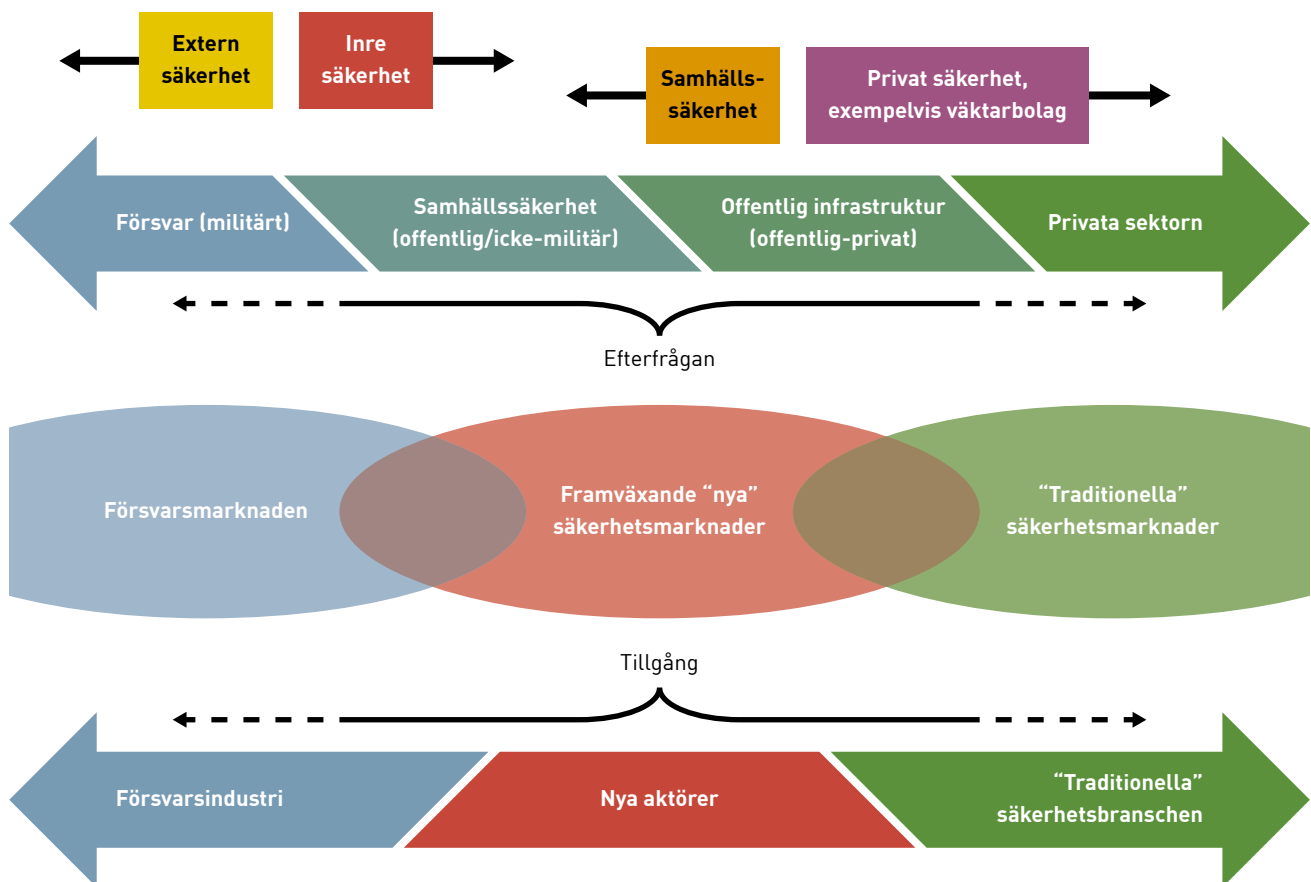 Extern
säkerhet
Inre
säkerhet
Samhälls-
säkerhet
Privat säkerhet,
exempelvis väktarbolag
Försvar (militärt)
Samhällssäkerhet
(offentlig/icke-militär)
Offentlig infrastruktur
(offentlig-privat)
Privata sektorn
Efterfrågan
Försvarsmarknaden
Framväxande “nya”
säkerhetsmarknader
“Traditionella”
säkerhetsmarknader
Tillgång
Försvarsindustri
Nya aktörer
“Traditionella”
säkerhetsbranschen